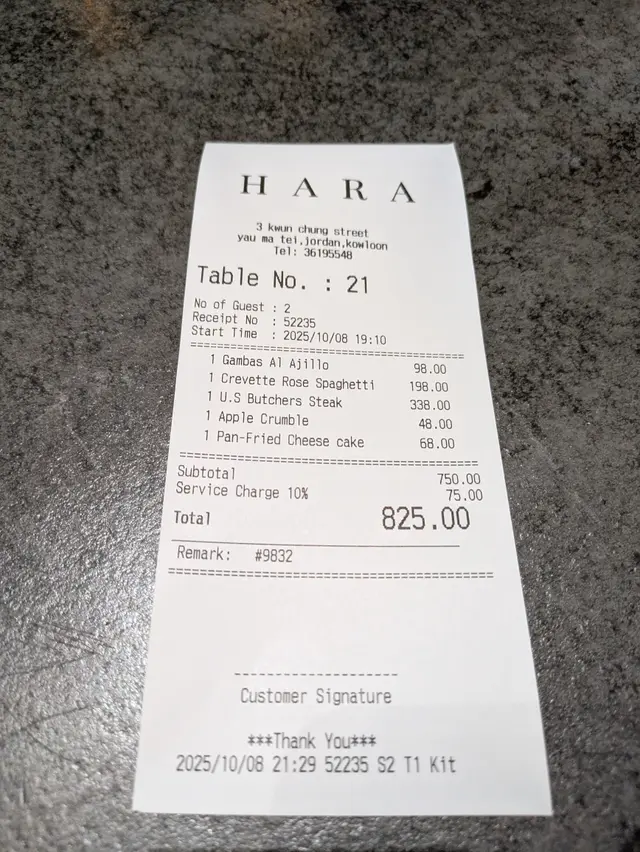 H A R A
3 kwun chung street
yau ma tei,jordan,kowloon
Tel: 36195548
Table No. : 21
No of Guest : 2
Receipt No : 52235
Start Time : 2025/10/08 19:10
================================================
1 Gambas Al Ajillo 98.00
1 Crevette Rose Spaghetti 198.00
1 U.S Butchers Steak 338.00
1 Apple Crumble 48.00
1 Pan-Fried Cheese cake 68.00
================================================
Subtotal 750.00
Service Charge 10% 75.00
Total 825.00
Remark: #9832
================================================
--------------------
Customer Signature
***Thank You***
2025/10/08 21:29 52235 S2 T1 Kit